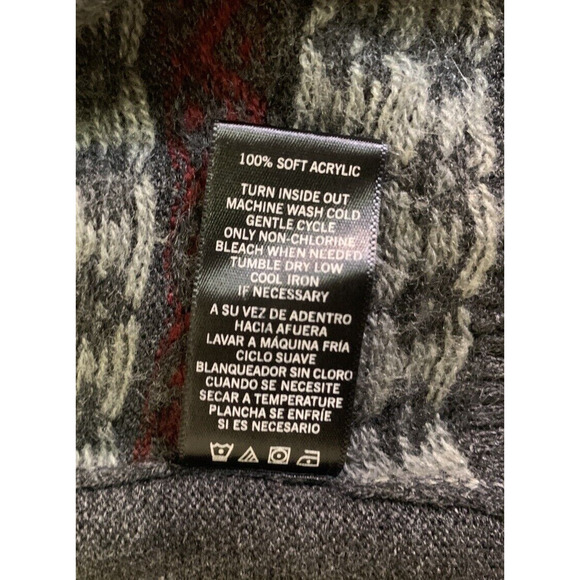 100% SOFT ACRYLIC
TURN INSIDE OUT
MACHINE WASH COLD
GENTLE CYCLE
ONLY NON-CHLORINE
BLEACH WHEN NEEDED
TUMBLE DRY LOW
COOL IRON
IF NECESSARY
A SU VEZ DE ADENTRO
HACIA AFUERA
LAVAR A MÁQUINA FRÍA
CICLO SUAVE
BLANQUEADOR SIN CLORO
CUANDO SE NECESITE
SECAR A TEMPERATURE
PLANCHA SE ENFRÍE
SI ES NECESARIO